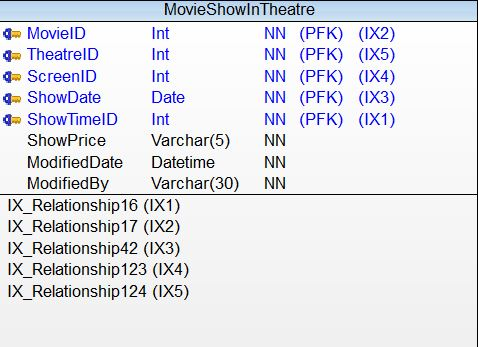 MovieShowInTheatre
MovieID Int NN (PFK) (IX2)
TheatreID Int NN (PFK) (IX5)
ScreenID Int NN (PFK) (IX4)
ShowDate Date NN (PFK) (IX3)
ShowTimeID Int NN (PFK) (IX1)
ShowPrice Varchar(5) NN
ModifiedDate Datetime NN
ModifiedBy Varchar(30) NN
IX_Relationship16 (IX1)
IX_Relationship17 (IX2)
IX_Relationship42 (IX3)
IX_Relationship123 (IX4)
IX_Relationship124 (IX5)